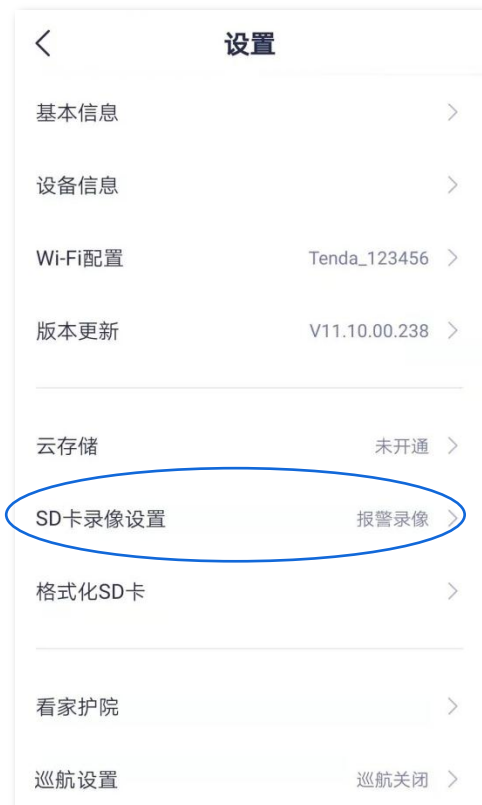 设置
基本信息
设备信息
Wi-Fi配置 Tenda_123456
版本更新 V11.10.00.238
云存储 未开通
SD卡录像设置 报警录像
格式化SD卡
看家护院
巡航设置 巡航关闭